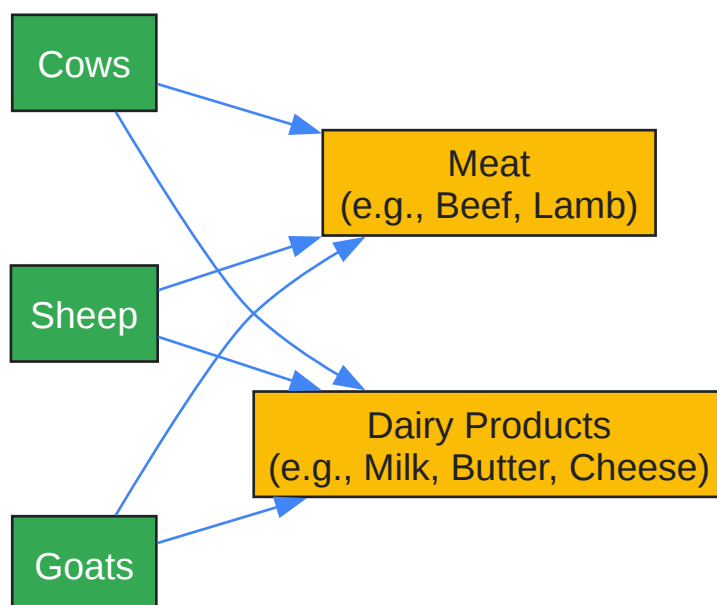 Cows
Meat
(e.g., Beef, Lamb)
Sheep
Dairy Products
(e.g., Milk, Butter, Cheese)
Goats